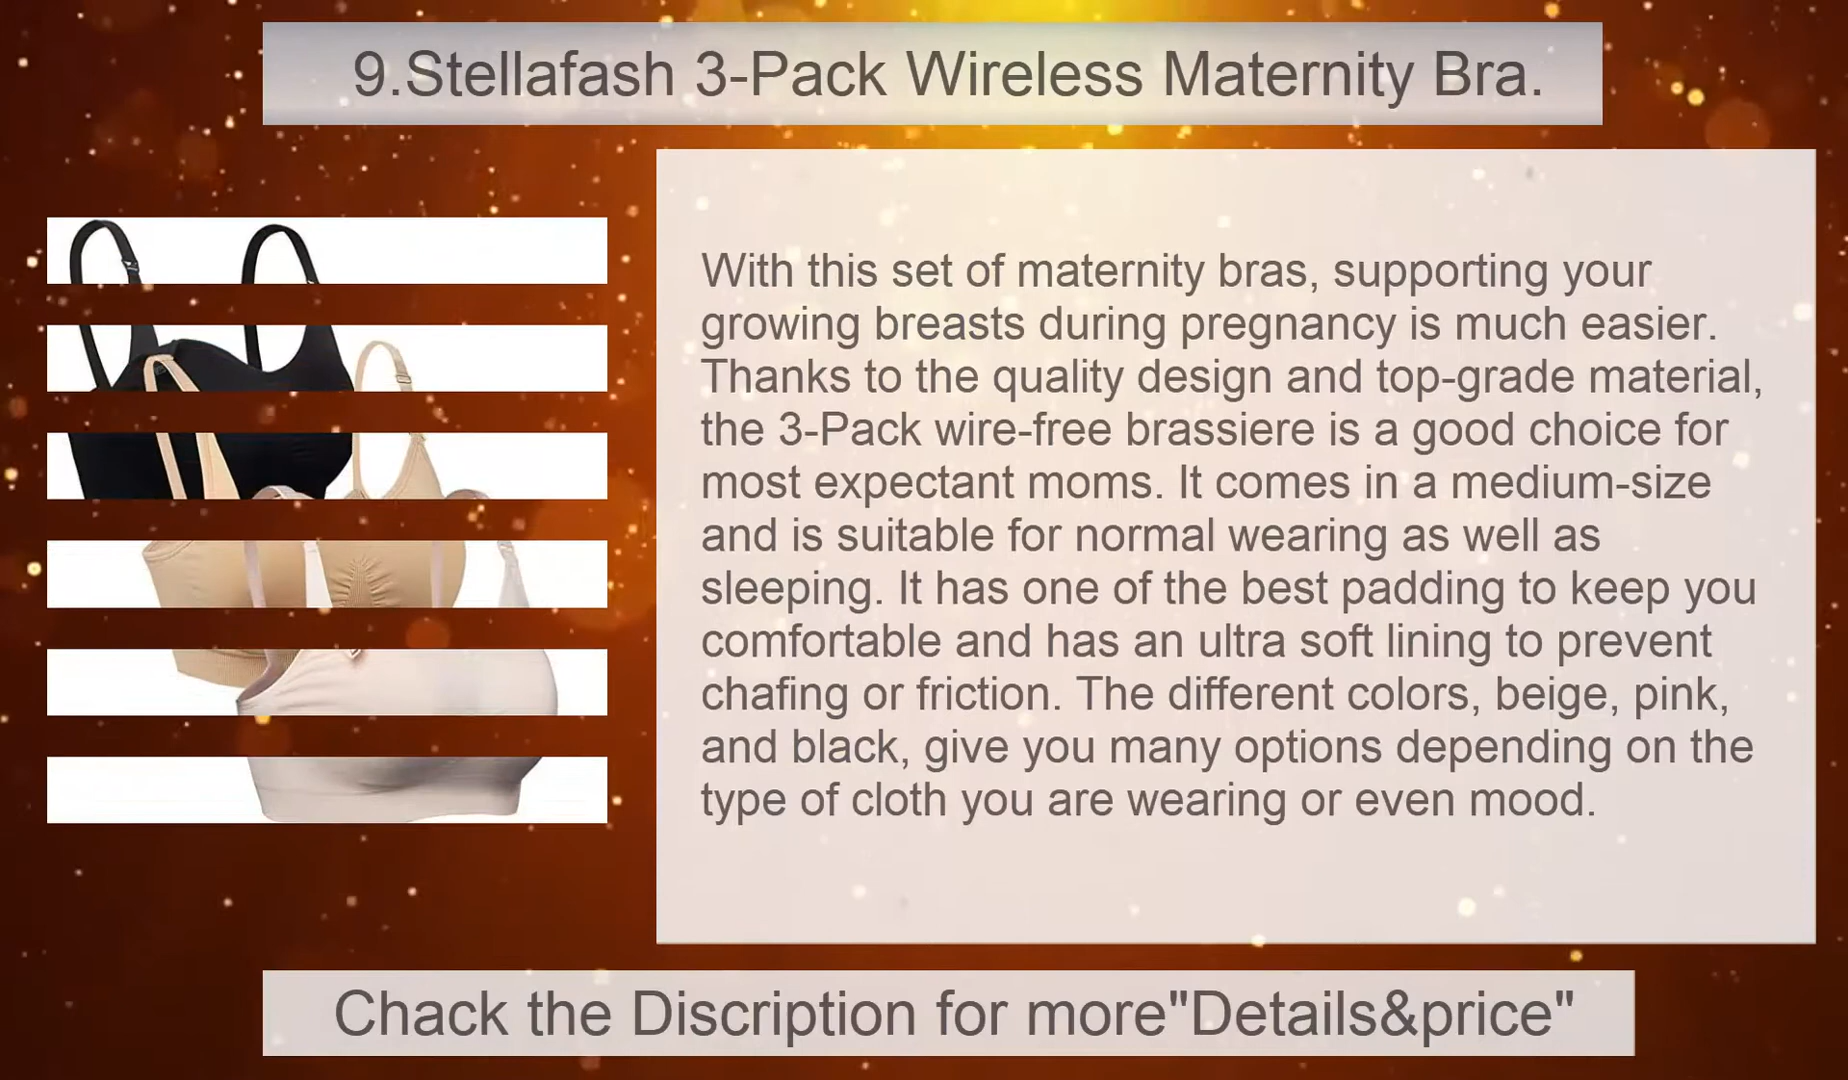 9.Stellafash 3-Pack Wireless Maternity Bra.
With this set of maternity bras, supporting your
growing breasts during pregnancy is much easier.
Thanks to the quality design and top-grade material,
the 3-Pack wire-free brassiere is a good choice for
most expectant moms. It comes in a medium-size
and is suitable for normal wearing as well as
sleeping. It has one of the best padding to keep you
comfortable and has an ultra soft lining to prevent
chafing or friction. The different colors, beige, pink,
and black, give you many options depending on the
type of cloth you are wearing or even mood.
Chack the Discription for more"Details&price"